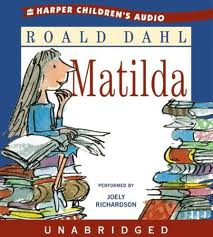 HARPER CHILDREN'S AUDIO
ROALD DAHL
Matilda
PERFORMED BY
JOELY
RICHARDSON
UNABRIDGED